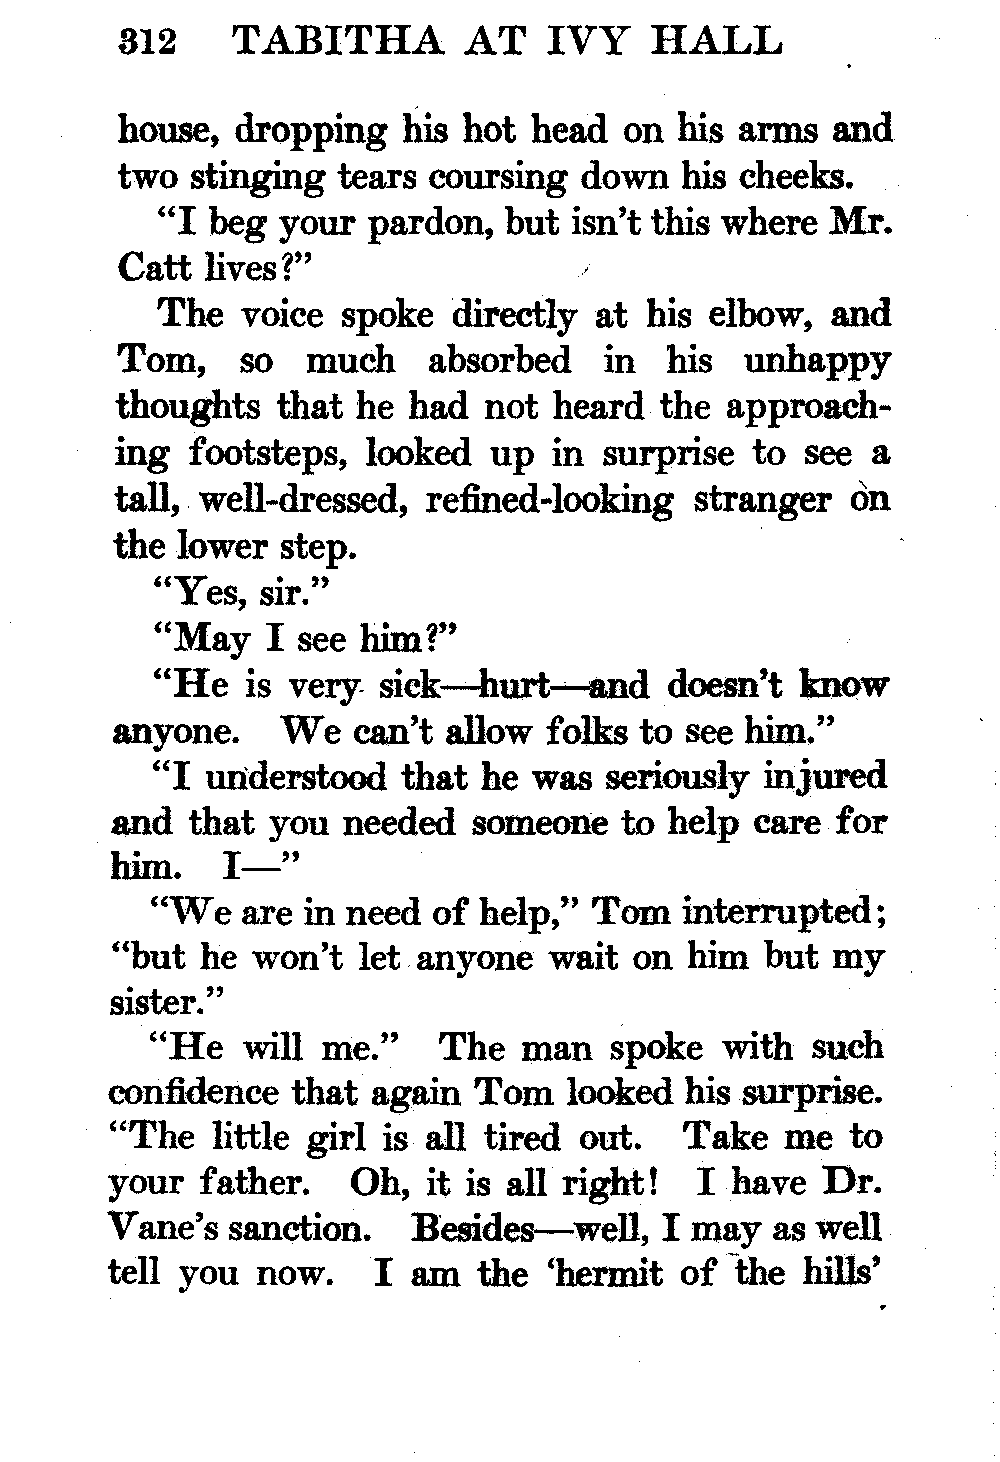 312 TABITHA AT IVY HALL
house, dropping his hot head on his arms and
two stinging tears coursing down his cheeks.
“I beg your pardon, but isn’t this where Mr.
Catt lives?”
The voice spoke directly at his elbow, and
Tom, so much absorbed in his unhappy
thoughts that he had not heard the approach-
ing footsteps, looked up in surprise to see a
tall, well-dressed, refined-looking stranger on
the lower step.
“Yes, sir.”
“May I see him?”
“He is very sick—hurt—and doesn’t know
anyone. We can’t allow folks to see him.”
“I understood that he was seriously injured
and that you needed someone to help care for
him. I—”
“We are in need of help,” Tom interrupted;
“but he won’t let anyone wait on him but my
sister.”
“He will me.” The man spoke with such
confidence that again Tom looked his surprise.
“The little girl is all tired out. Take me to
your father. Oh, it is all right! I have Dr.
Vane’s sanction. Besides—well, I may as well
tell you now. I am the ‘hermit of the hills’